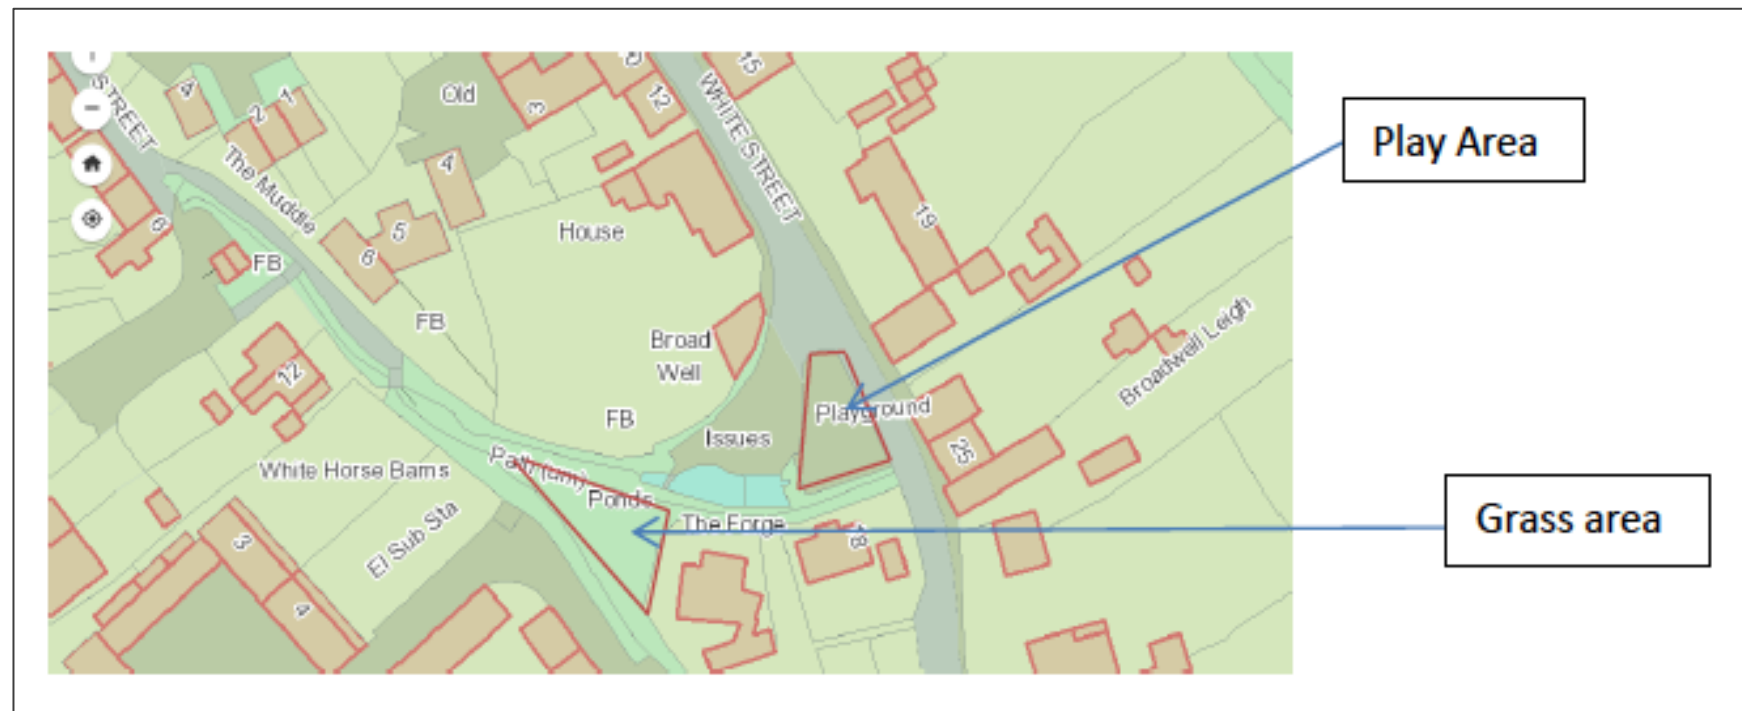 STREET
4
2
1
The Muddle
Old
3
12
15
WHITE STREET
Play Area
4
5
6
6
FB
House
19
FB
Broad
Well
Broadwell Leigh
12
FB
Playground
Issues
25
White Horse Barns
Path (um)
Ponds
The Forge
18
Grass area
El Sub Sta
3
4